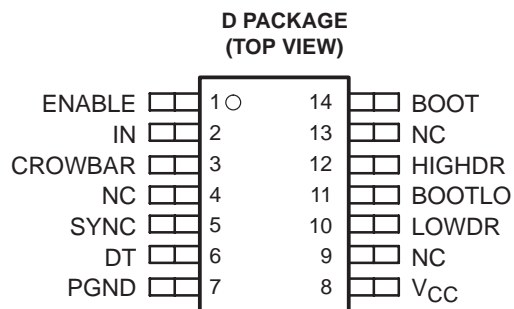 D PACKAGE
(TOP VIEW)
ENABLE 1 14 BOOT
IN 2 13 NC
CROWBAR 3 12 HIGHDR
NC 4 11 BOOTLO
SYNC 5 10 LOWDR
DT 6 9 NC
PGND 7 8 VCC